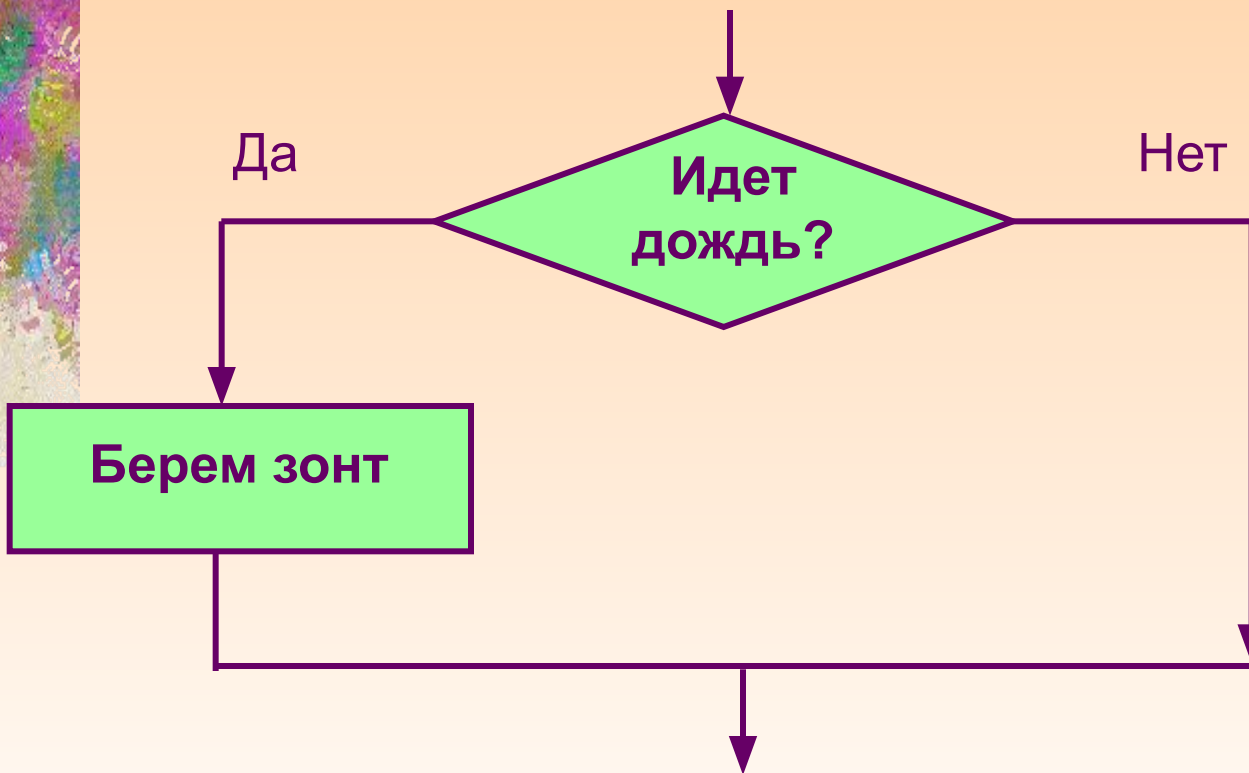 Да
Нет
Идет
дождь?
Берем зонт